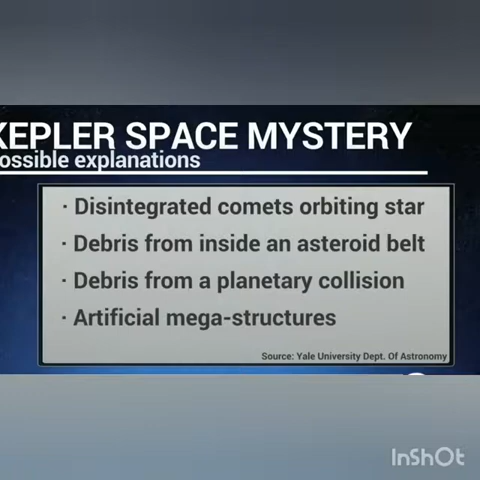 KEPLER SPACE MYSTERY
ossible explanations
· Disintegrated comets orbiting star
· Debris from inside an asteroid belt
· Debris from a planetary collision
· Artificial mega-structures
Source: Yale University Dept. Of Astronomy
InShOt